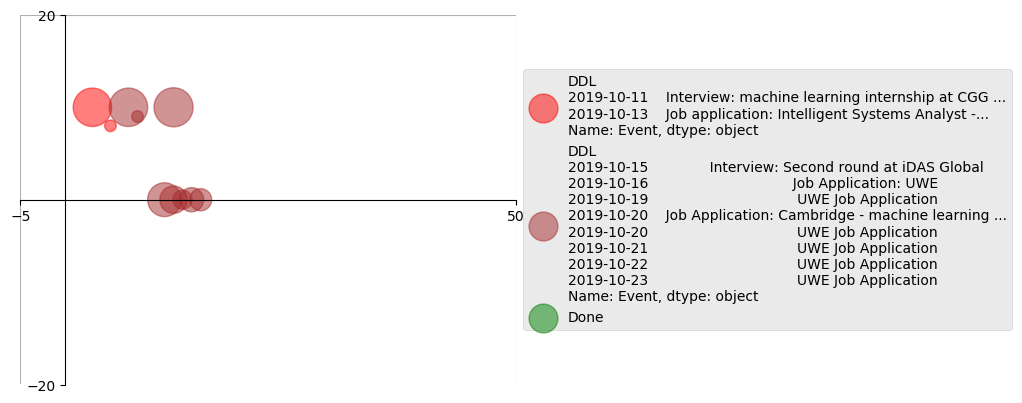 20
−5
50
−20
DDL
2019-10-11 Interview: machine learning internship at CGG ...
2019-10-13 Job application: Intelligent Systems Analyst -...
Name: Event, dtype: object
DDL
2019-10-15 Interview: Second round at iDAS Global
2019-10-16 Job Application: UWE
2019-10-19 UWE Job Application
2019-10-20 Job Application: Cambridge - machine learning ...
2019-10-20 UWE Job Application
2019-10-21 UWE Job Application
2019-10-22 UWE Job Application
2019-10-23 UWE Job Application
Name: Event, dtype: object
Done